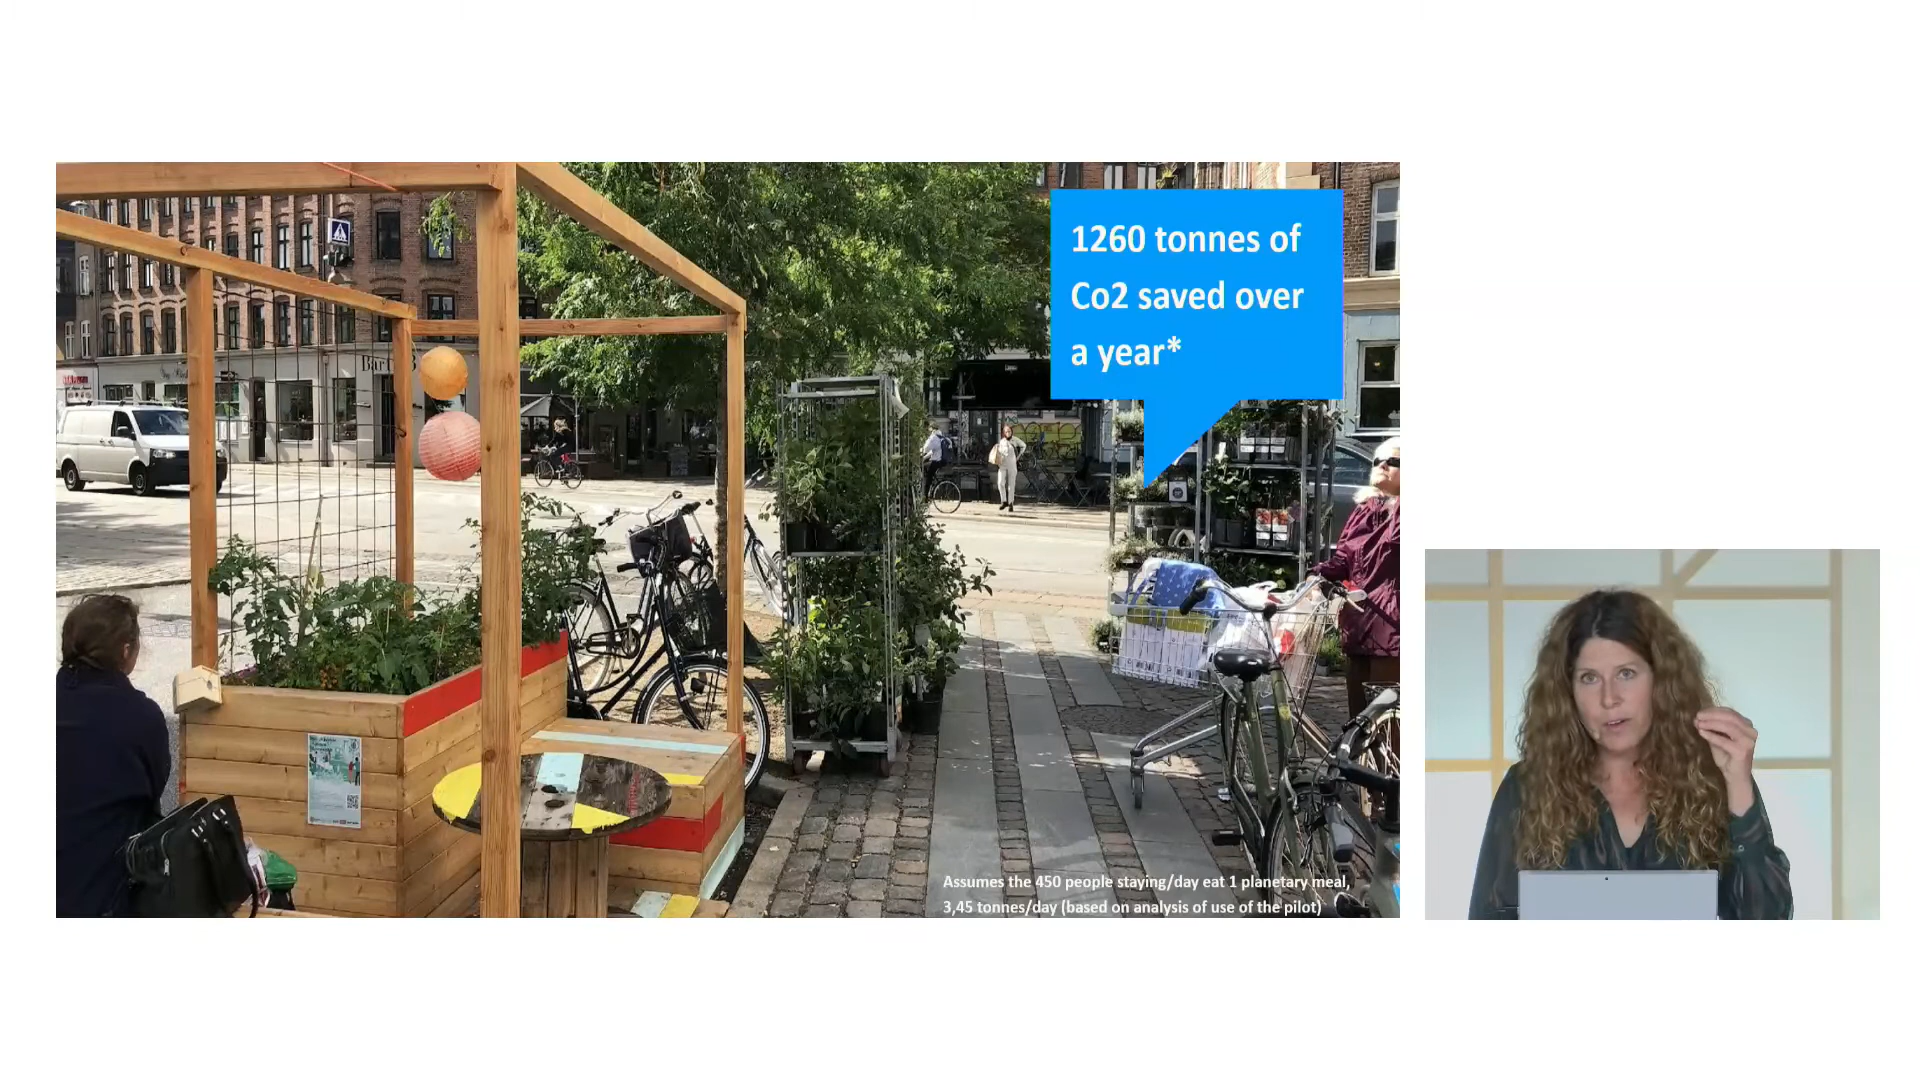 1260 tonnes of
Co2 saved over
a year*
Assumes the 450 people staying/day eat 1 planetary meal,
3,45 tonnes/day (based on analysis of use of the pilot)